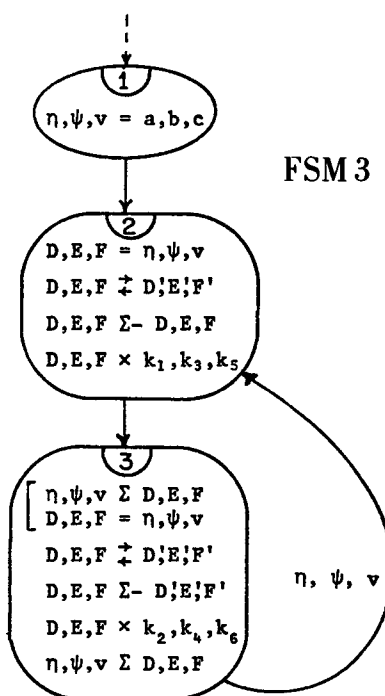 1
η,ψ,v = a,b,c
FSM 3
2
D,E,F = η,ψ,v
D,E,F ⇄ D',E',F'
D,E,F Σ- D,E,F
D,E,F × k₁,k₃,k₅
3
η,ψ,v Σ D,E,F
D,E,F = η,ψ,v
D,E,F ⇄ D',E',F'
D,E,F Σ- D',E',F'
D,E,F × k₂,k₄,k₆
η,ψ,v Σ D,E,F
η, ψ, v